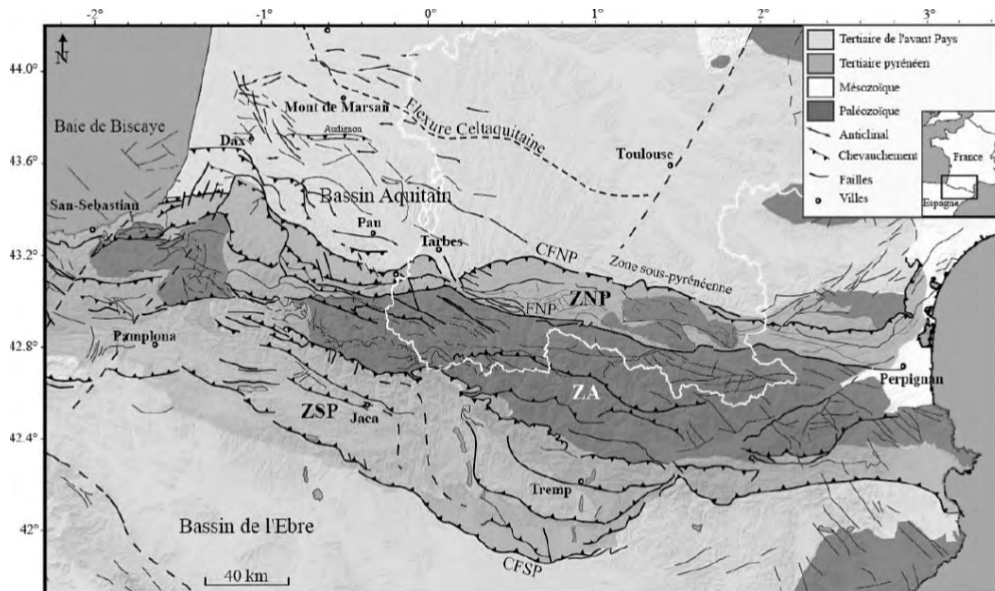 -2°
-1°
0°
1°
2°
3°
44.0°
43.6°
43.2°
42.8°
42.4°
42°
N
Tertiaire de l'avant Pays
Tertiaire pyrénéen
Mésozoïque
Paléozoïque
Anticlinal
Chevauchement
Failles
Villes
France
Espagne
Mont de Marsan
Audignon
Flexure Celtaquitaine
Baie de Biscaye
Dax
Toulouse
Bassin Aquitain
San-Sebastian
Pau
Tarbes
CFNP
Zone sous-pyrénéenne
ZNP
FNP
Pamplona
Perpignan
ZA
ZSP
Jaca
Tremp
Bassin de l'Ebre
CFSP
40 km